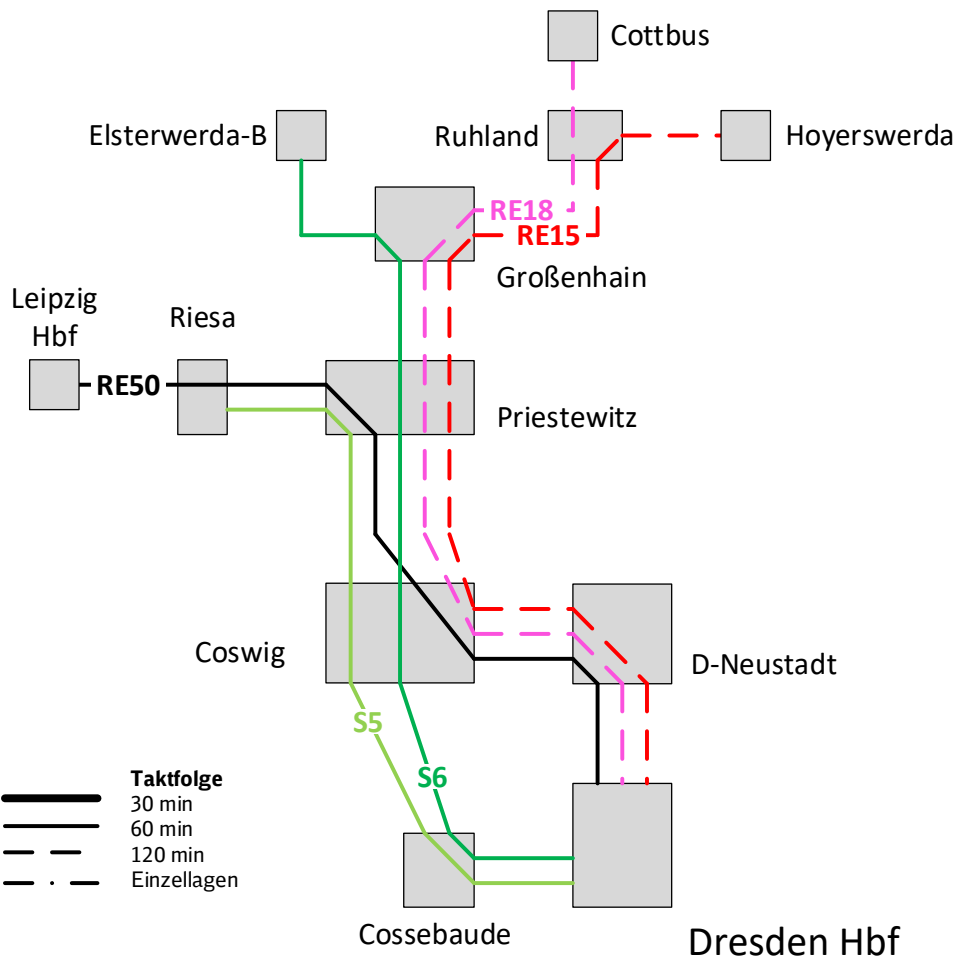 Cottbus
Elsterwerda-B
Ruhland
Hoyerswerda
RE18
RE15
Großenhain
Leipzig
Hbf
Riesa
RE50
Priestewitz
Coswig
D-Neustadt
S5
S6
Taktfolge
30 min
60 min
120 min
Einzellagen
Cossebaude
Dresden Hbf